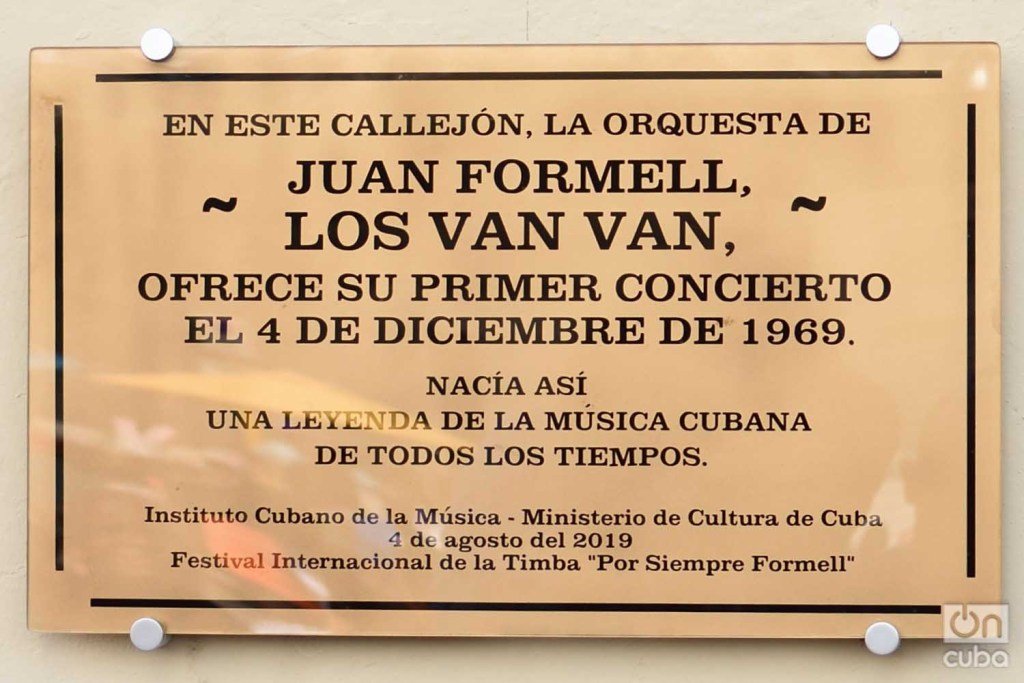 EN ESTE CALLEJÓN, LA ORQUESTA DE
~ JUAN FORMELL, ~
LOS VAN VAN,
OFRECE SU PRIMER CONCIERTO
EL 4 DE DICIEMBRE DE 1969.
NACÍA ASÍ
UNA LEYENDA DE LA MÚSICA CUBANA
DE TODOS LOS TIEMPOS.
Instituto Cubano de la Música - Ministerio de Cultura de Cuba
4 de agosto del 2019
Festival Internacional de la Timba "Por Siempre Formell"
On
cuba